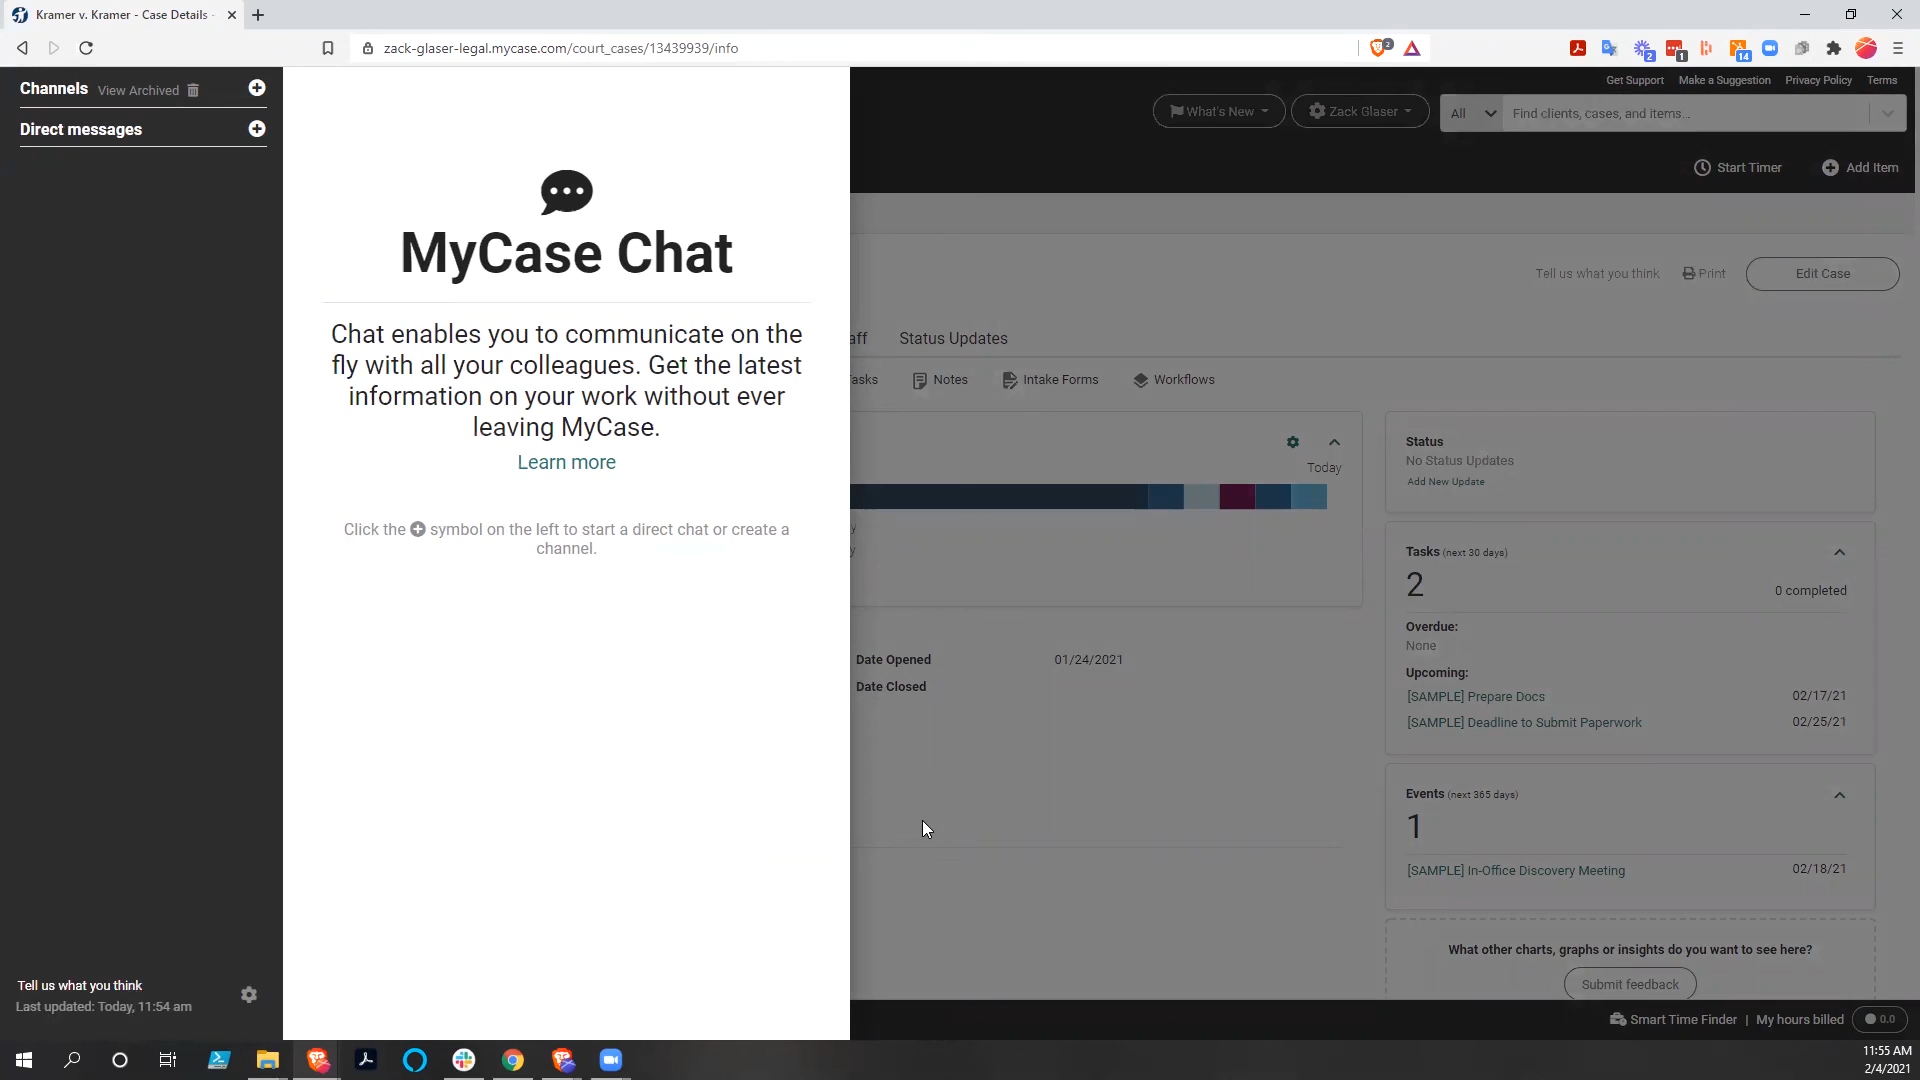 Kramer v. Kramer - Case Details -
zack-glaser-legal.mycase.com/court_cases/13439939/info
2
2
1
14
Channels View Archived
Direct messages
Get Support Make a Suggestion Privacy Policy Terms
What's New Zack Glaser All Find clients, cases, and items...
Start Timer Add Item
MyCase Chat
Chat enables you to communicate on the
fly with all your colleagues. Get the latest
information on your work without ever
leaving MyCase.
Learn more
Click the symbol on the left to start a direct chat or create a
channel.
Tell us what you think Print Edit Case
aff Status Updates
Tasks Notes Intake Forms Workflows
Today
y
y
Date Opened 01/24/2021
Date Closed
Status
No Status Updates
Add New Update
Tasks (next 30 days)
2 0 completed
Overdue:
None
Upcoming:
[SAMPLE] Prepare Docs 02/17/21
[SAMPLE] Deadline to Submit Paperwork 02/25/21
Events (next 365 days)
1
[SAMPLE] In-Office Discovery Meeting 02/18/21
What other charts, graphs or insights do you want to see here?
Submit feedback
Tell us what you think
Last updated: Today, 11:54 am
Smart Time Finder | My hours billed 0.0
11:55 AM
2/4/2021